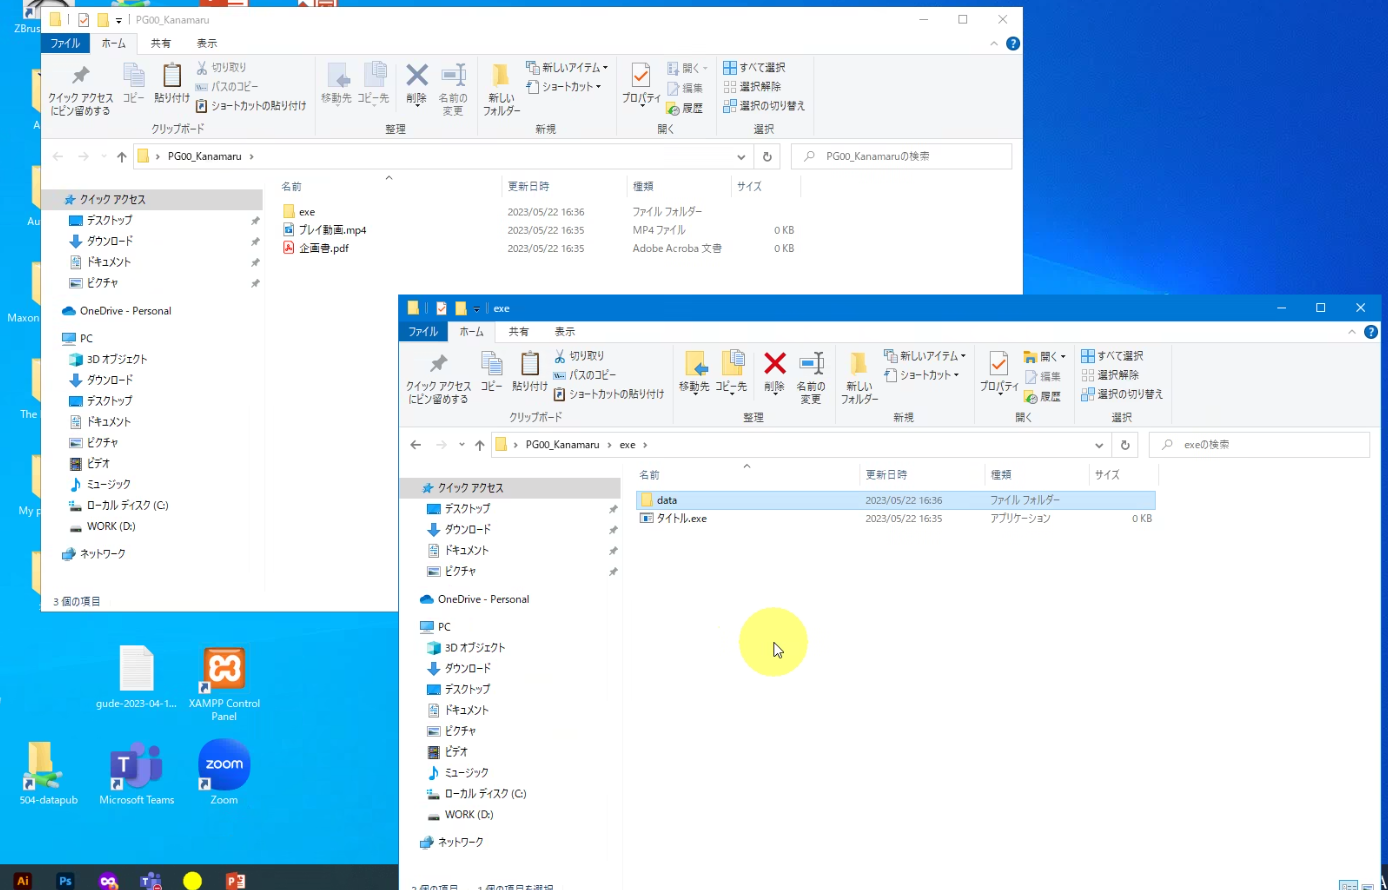 ZBrus
PG00_Kanamaru
ファイル ホーム 共有 表示
クイック アクセス
にピン留めする
コピー
貼り付け
切り取り
パスのコピー
ショートカットの貼り付け
クリップボード
移動先 コピー先
削除
名前の
変更
整理
新しい
フォルダー
新しいアイテム
ショートカット
新規
プロパティ
開く
編集
履歴
開く
すべて選択
選択解除
選択の切り替え
選択
PG00_Kanamaru
PG00_Kanamaruの検索
名前 更新日時 種類 サイズ
exe 2023/05/22 16:36 ファイル フォルダー
プレイ動画.mp4 2023/05/22 16:35 MP4 ファイル 0 KB
企画書.pdf 2023/05/22 16:35 Adobe Acroba 文書 0 KB
クイック アクセス
デスクトップ
ダウンロード
ドキュメント
ピクチャ
OneDrive - Personal
PC
3D オブジェクト
ダウンロード
デスクトップ
ドキュメント
ピクチャ
ビデオ
ミュージック
ローカル ディスク (C:)
WORK (D:)
ネットワーク
3 個の項目
A
Au
Maxon
The
My p
exe
ファイル ホーム 共有 表示
クイック アクセス
にピン留めする
コピー
貼り付け
切り取り
パスのコピー
ショートカットの貼り付け
クリップボード
移動先 コピー先
削除
名前の
変更
整理
新しい
フォルダー
新しいアイテム
ショートカット
新規
プロパティ
開く
編集
履歴
開く
すべて選択
選択解除
選択の切り替え
選択
PG00_Kanamaru exe
exeの検索
名前 更新日時 種類 サイズ
data 2023/05/22 16:36 ファイル フォルダー
タイトル.exe 2023/05/22 16:35 アプリケーション 0 KB
クイック アクセス
デスクトップ
ダウンロード
ドキュメント
ピクチャ
OneDrive - Personal
PC
3D オブジェクト
ダウンロード
デスクトップ
ドキュメント
ピクチャ
ビデオ
ミュージック
ローカル ディスク (C:)
WORK (D:)
ネットワーク
2 個の項目 1 個の項目を選択
gude-2023-04-1...
XAMPP Control
Panel
504-datapub
Microsoft Teams
zoom
Zoom
Ai
Ps